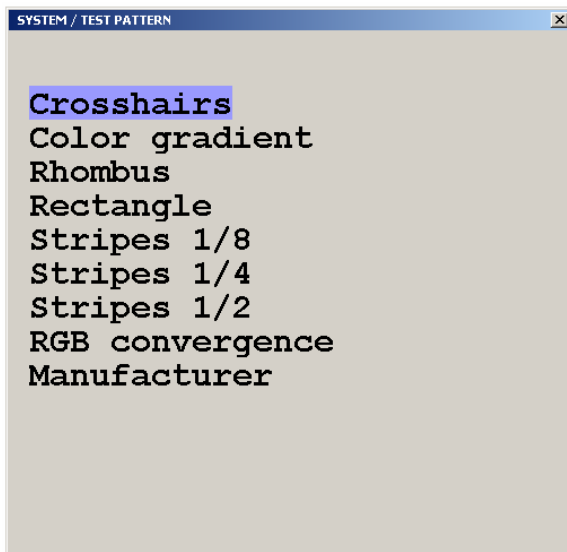 SYSTEM / TEST PATTERN
Crosshairs
Color gradient
Rhombus
Rectangle
Stripes 1/8
Stripes 1/4
Stripes 1/2
RGB convergence
Manufacturer